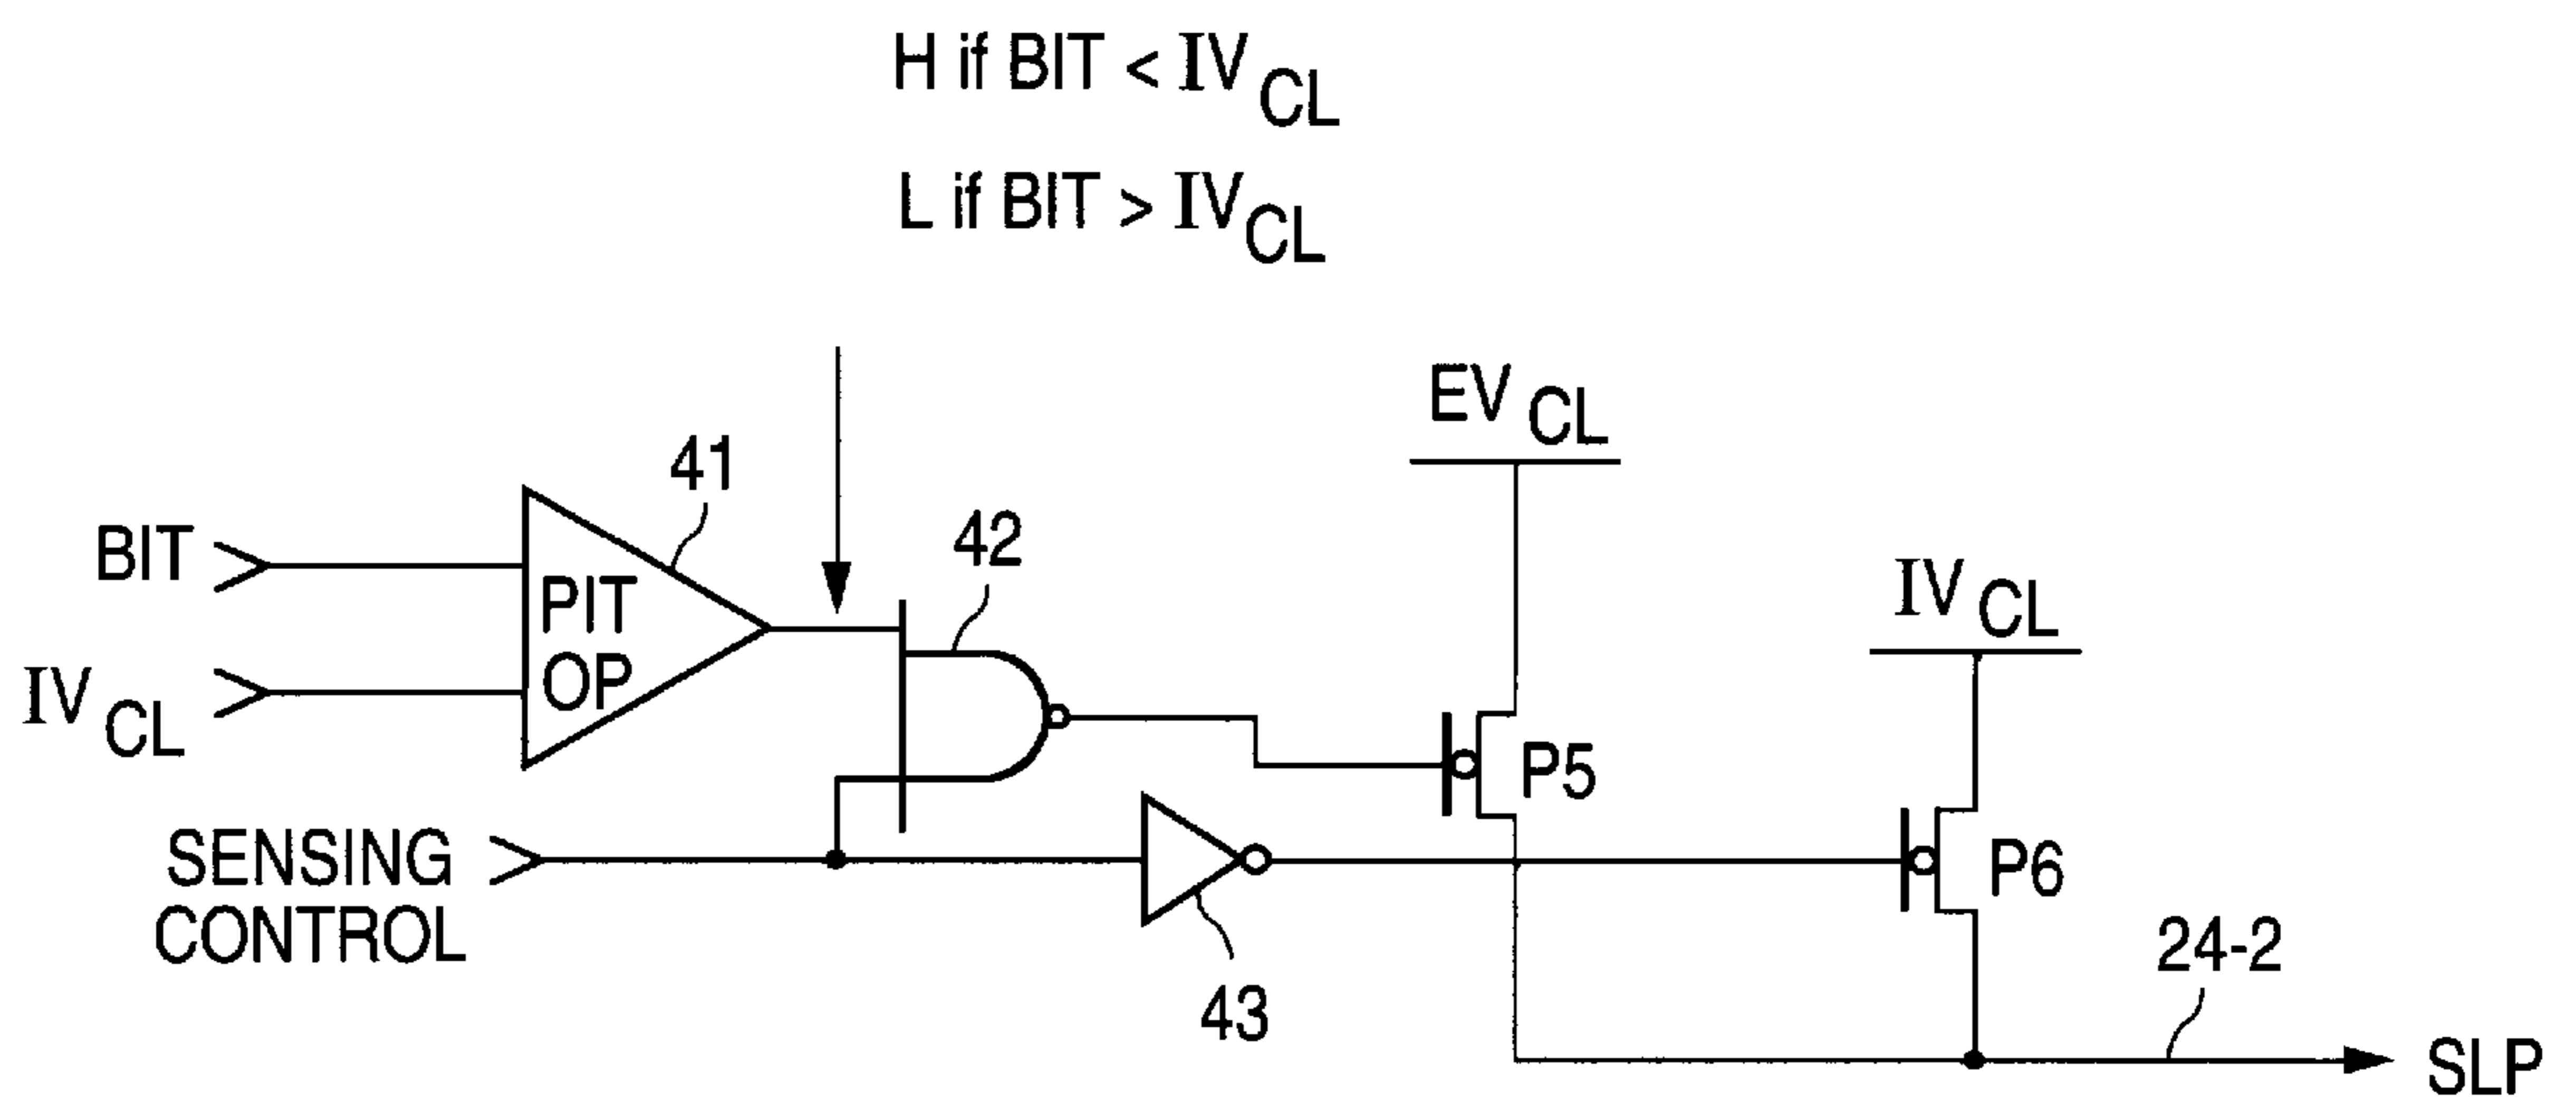 H if BIT < IVCL
L if BIT > IVCL
EVCL
41
42
BIT
PIT
OP
IVCL
IVCL
P5
P6
SENSING
CONTROL
43
24-2
SLP